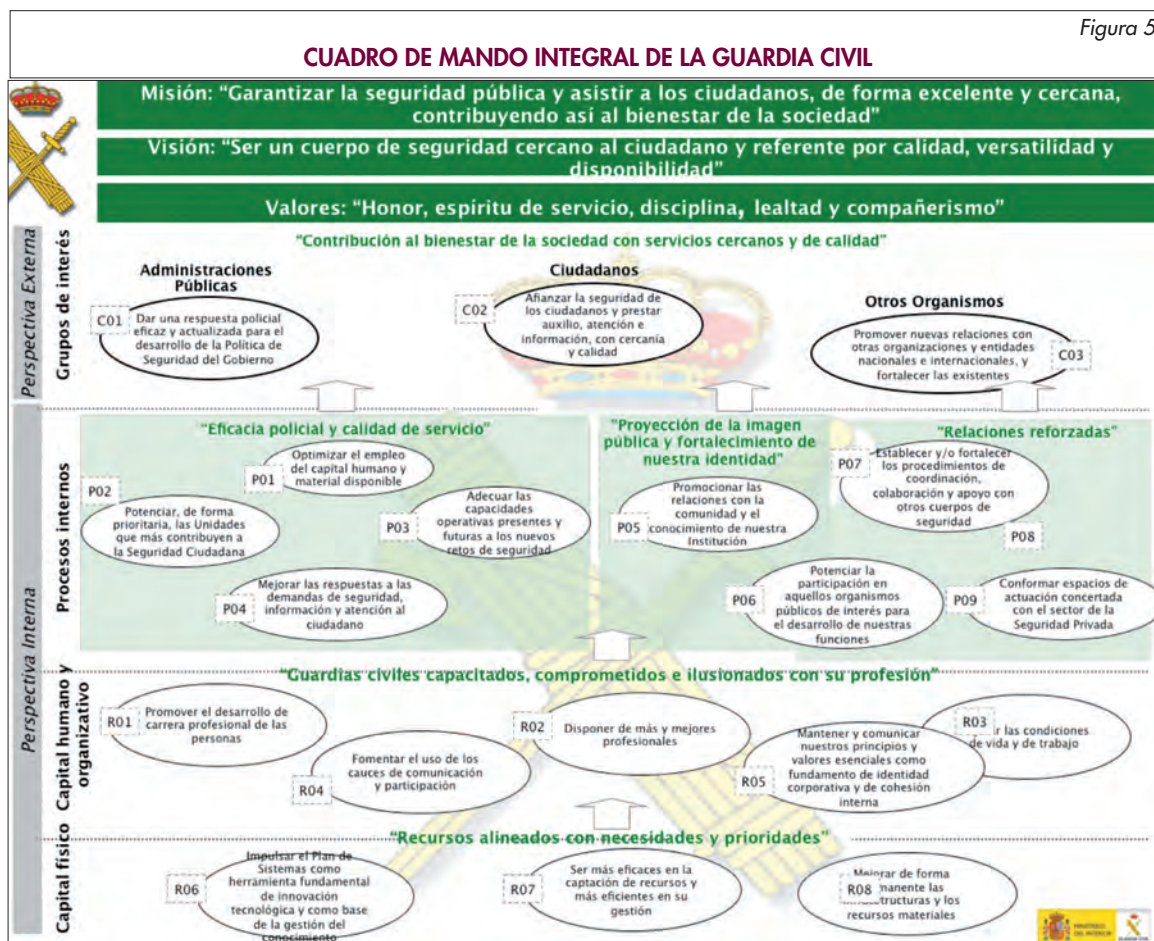 Figura 5
CUADRO DE MANDO INTEGRAL DE LA GUARDIA CIVIL
Misión: “Garantizar la seguridad pública y asistir a los ciudadanos, de forma excelente y cercana,
contribuyendo así al bienestar de la sociedad”
Visión: “Ser un cuerpo de seguridad cercano al ciudadano y referente por calidad, versatilidad y
disponibilidad”
Valores: “Honor, espíritu de servicio, disciplina, lealtad y compañerismo”
Perspectiva Externa
Grupos de interés
"Contribución al bienestar de la sociedad con servicios cercanos y de calidad"
Administraciones
Públicas
C01
Dar una respuesta policial
eficaz y actualizada para el
desarrollo de la Política de
Seguridad del Gobierno
Ciudadanos
C02
Afianzar la seguridad de
los ciudadanos y prestar
auxilio, atención e
información, con cercanía
y calidad
Otros Organismos
Promover nuevas relaciones con
otras organizaciones y entidades
nacionales e internacionales, y
fortalecer las existentes
C03
Perspectiva Interna
Procesos internos
"Eficacia policial y calidad de servicio"
P01
Optimizar el empleo
del capital humano y
material disponible
P02
Potenciar, de forma
prioritaria, las Unidades
que más contribuyen a
la Seguridad Ciudadana
P03
Adecuar las
capacidades
operativas presentes y
futuras a los nuevos
retos de seguridad
P04
Mejorar las respuestas a las
demandas de seguridad,
información y atención al
ciudadano
"Proyección de la imagen
pública y fortalecimiento de
nuestra identidad"
P05
Promocionar las
relaciones con la
comunidad y el
conocimiento de nuestra
Institución
P06
Potenciar la
participación en
aquellos organismos
públicos de interés para
el desarrollo de nuestras
funciones
"Relaciones reforzadas"
P07
Establecer y/o fortalecer
los procedimientos de
coordinación,
colaboración y apoyo con
otros cuerpos de
seguridad
P08
P09
Conformar espacios de
actuación concertada
con el sector de la
Seguridad Privada
Capital humano y
organizativo
"Guardias civiles capacitados, comprometidos e ilusionados con su profesión"
R01
Promover el desarrollo de
carrera profesional de las
personas
R04
Fomentar el uso de los
cauces de comunicación
y participación
R02
Disponer de más y mejores
profesionales
R05
Mantener y comunicar
nuestros principios y
valores esenciales como
fundamento de identidad
corporativa y de cohesión
interna
R03
las condiciones
de vida y de trabajo
Capital físico
"Recursos alineados con necesidades y prioridades"
R06
Impulsar el Plan de
Sistemas como
herramienta fundamental
de innovación
tecnológica y como base
de la gestión del
conocimiento
R07
Ser más eficaces en la
captación de recursos y
más eficientes en su
gestión
R08
Mejorar de forma
las
y los
recursos materiales
MINISTERIO
DEL INTERIOR
GUARDIA CIVIL